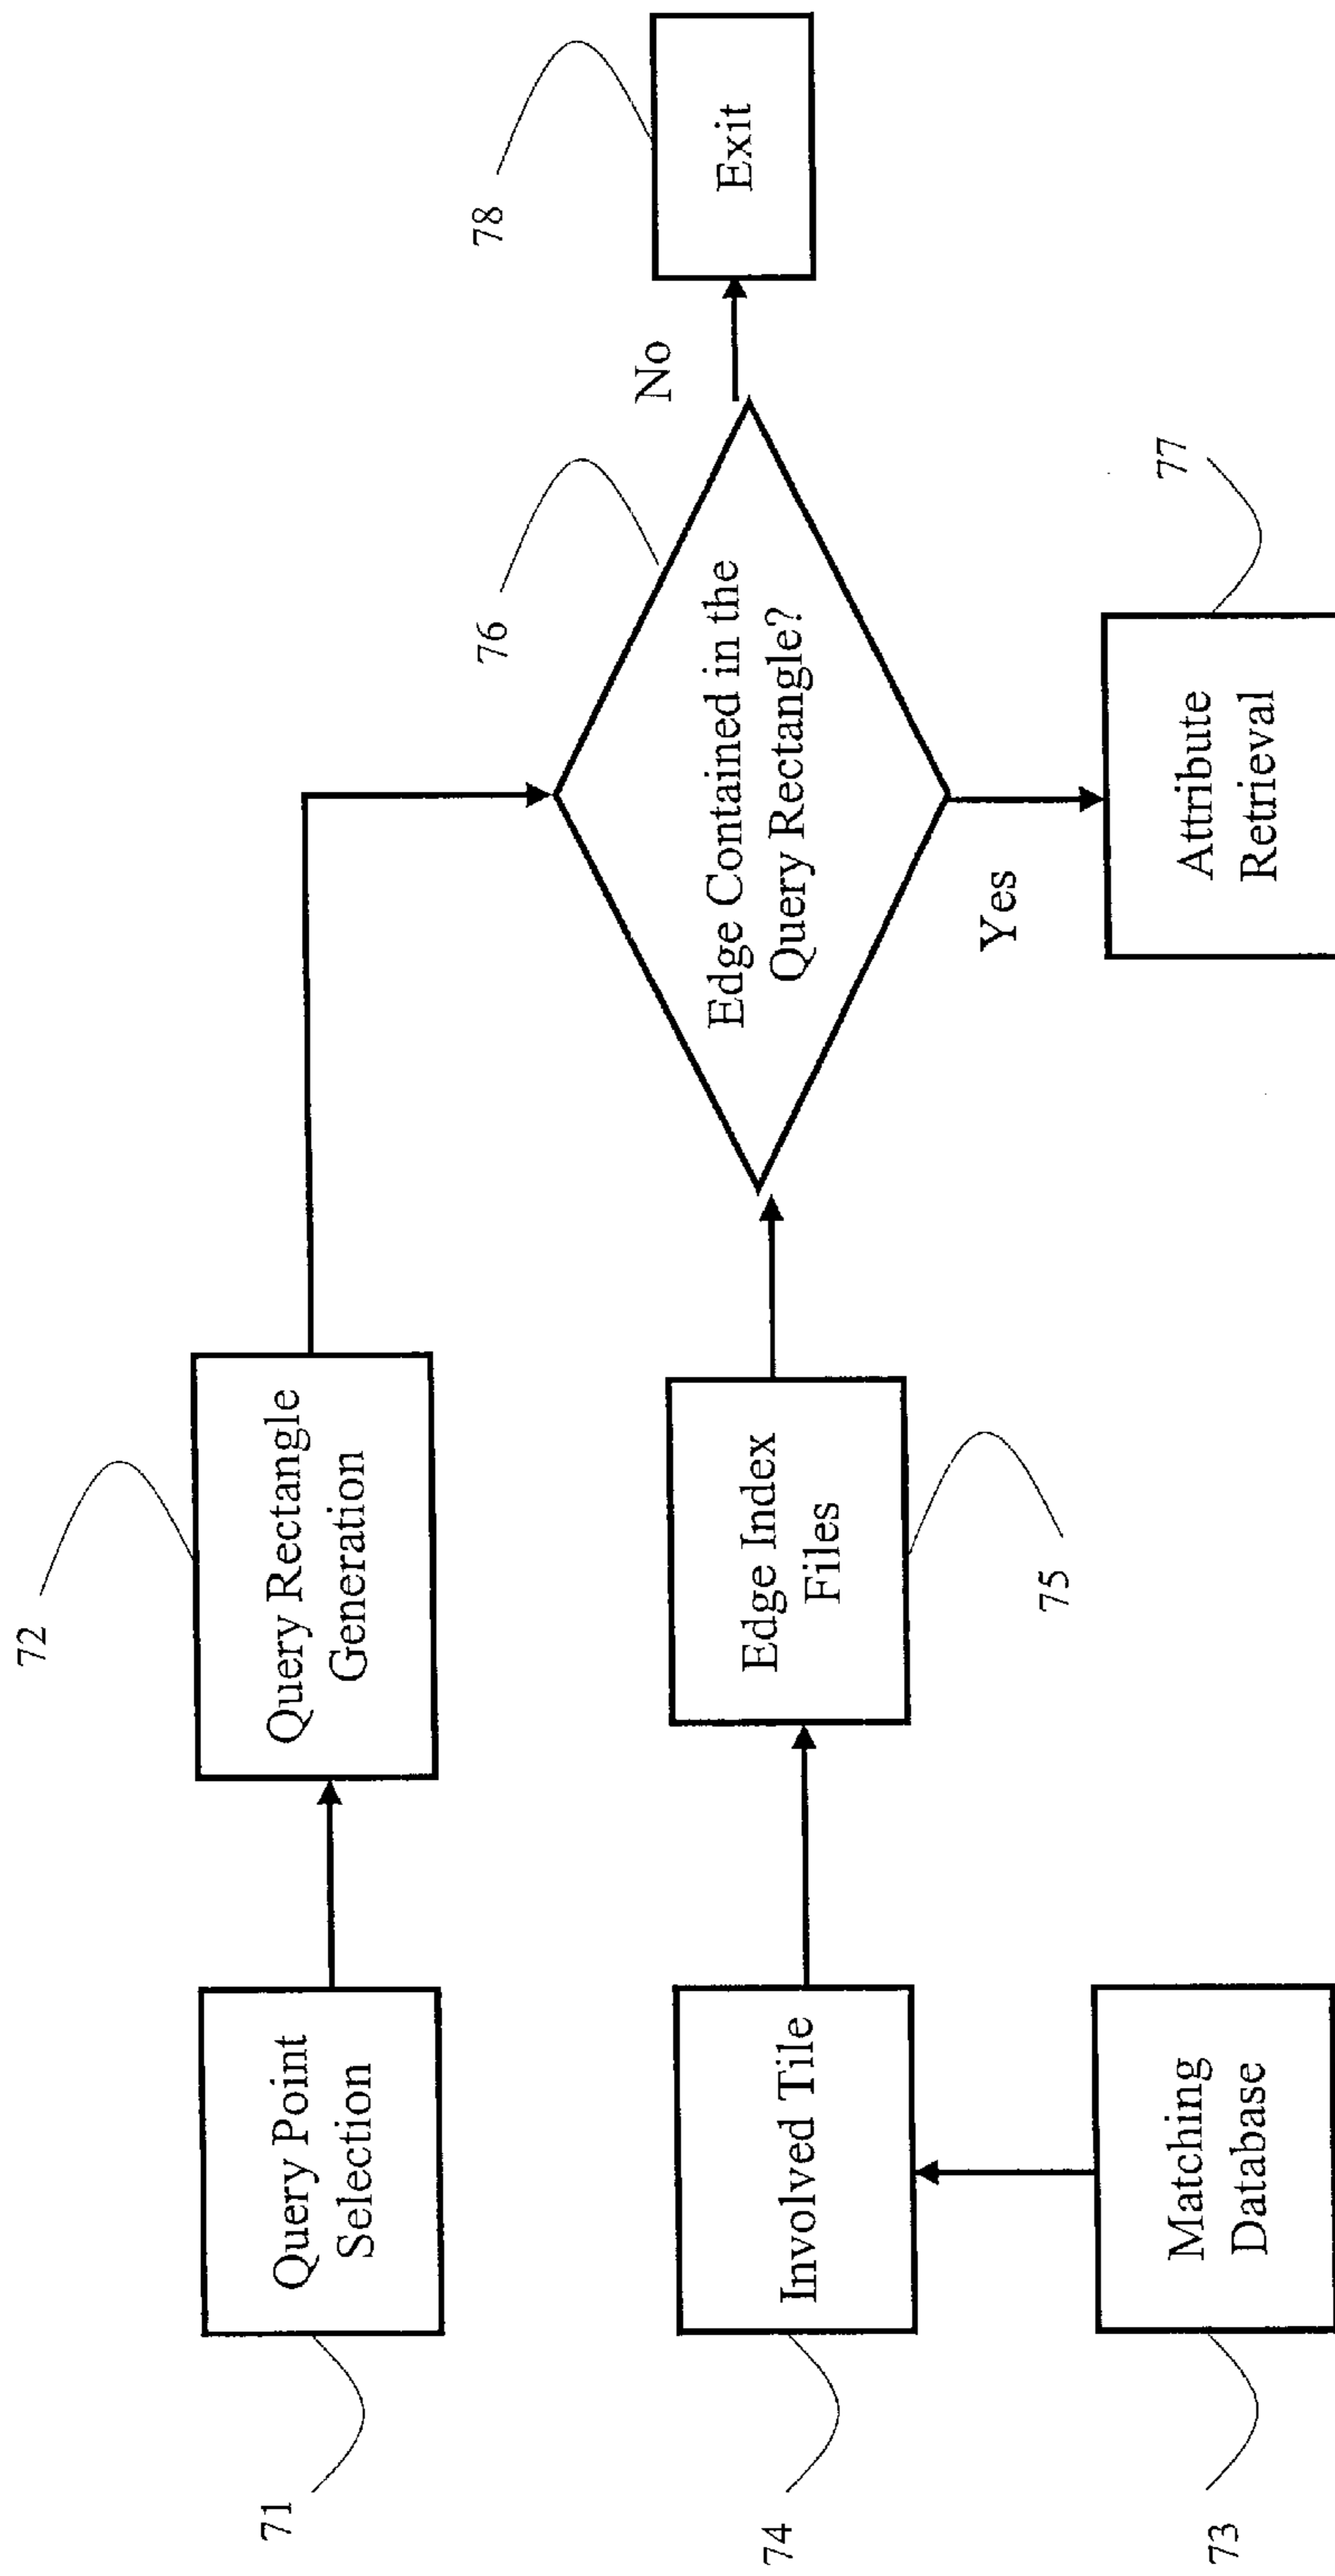 72
Query Point
Selection
Query Rectangle
Generation
71
78
76
Involved Tile
Edge Index
Files
Edge Contained in the
Query Rectangle?
No
Exit
74
75
Yes
77
Matching
Database
Attribute
Retrieval
73